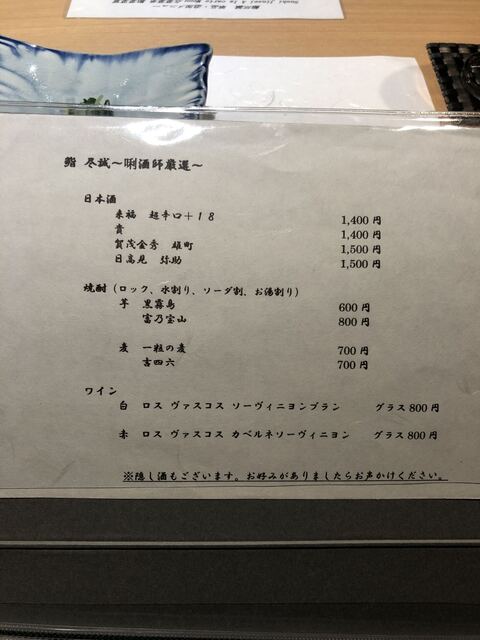 鮨 尽誠～唎酒師厳選～
日本酒
来福 超辛口＋18 1,400円
貴 1,400円
賀茂金秀 雄町 1,500円
日高見 弥助 1,500円
焼酎（ロック、水割り、ソーダ割、お湯割り）
芋 黒霧島 600円
富乃宝山 800円
麦 一粒の麦 700円
吉四六 700円
ワイン
白 ロス ヴァスコス ソーヴィニヨンブラン グラス800円
赤 ロス ヴァスコス カベルネソーヴィニヨン グラス800円
※隠し酒もございます。お好みがありましたらお声かけください。